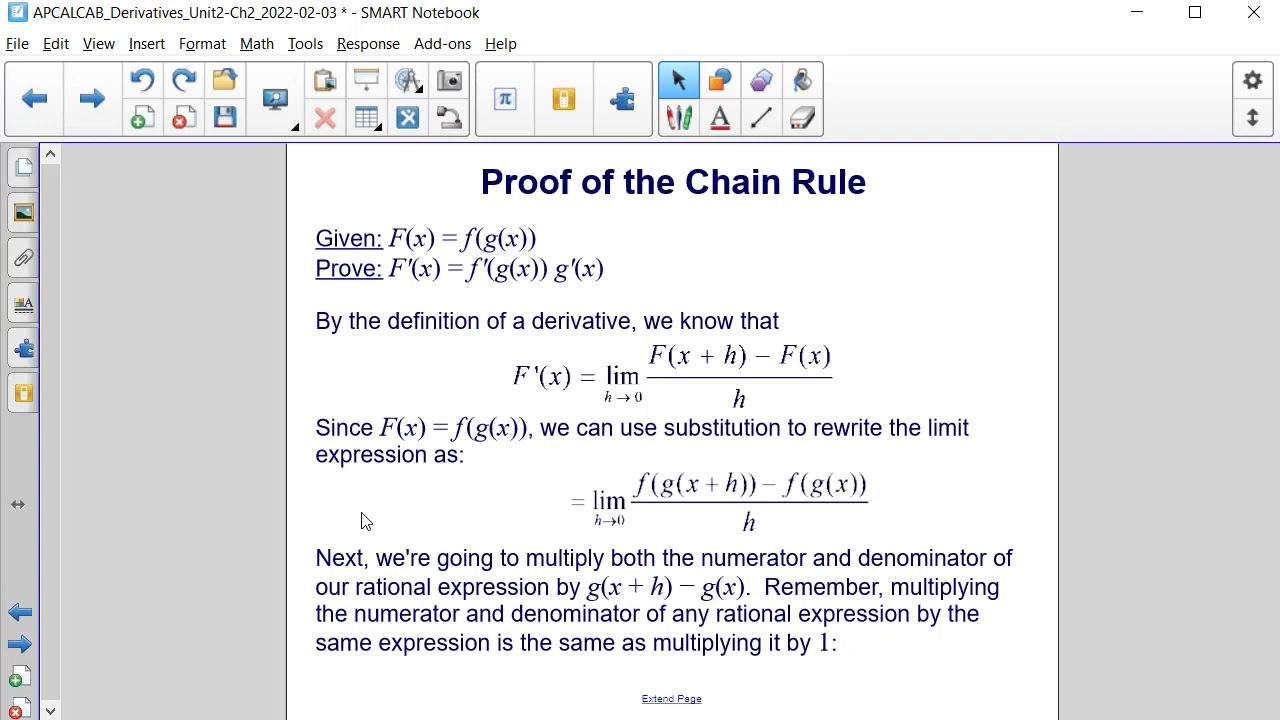 APCALCAB_Derivatives_Unit2-Ch2_2022-02-03 * - SMART Notebook
File Edit View Insert Format Math Tools Response Add-ons Help
Proof of the Chain Rule
Given: F(x) = f(g(x))
Prove: F'(x) = f'(g(x)) g'(x)
By the definition of a derivative, we know that
F'(x) = lim h→0 F(x + h) − F(x) / h
Since F(x) = f(g(x)), we can use substitution to rewrite the limit
expression as:
= lim h→0 f(g(x + h)) − f(g(x)) / h
Next, we're going to multiply both the numerator and denominator of
our rational expression by g(x + h) − g(x). Remember, multiplying
the numerator and denominator of any rational expression by the
same expression is the same as multiplying it by 1:
Extend Page